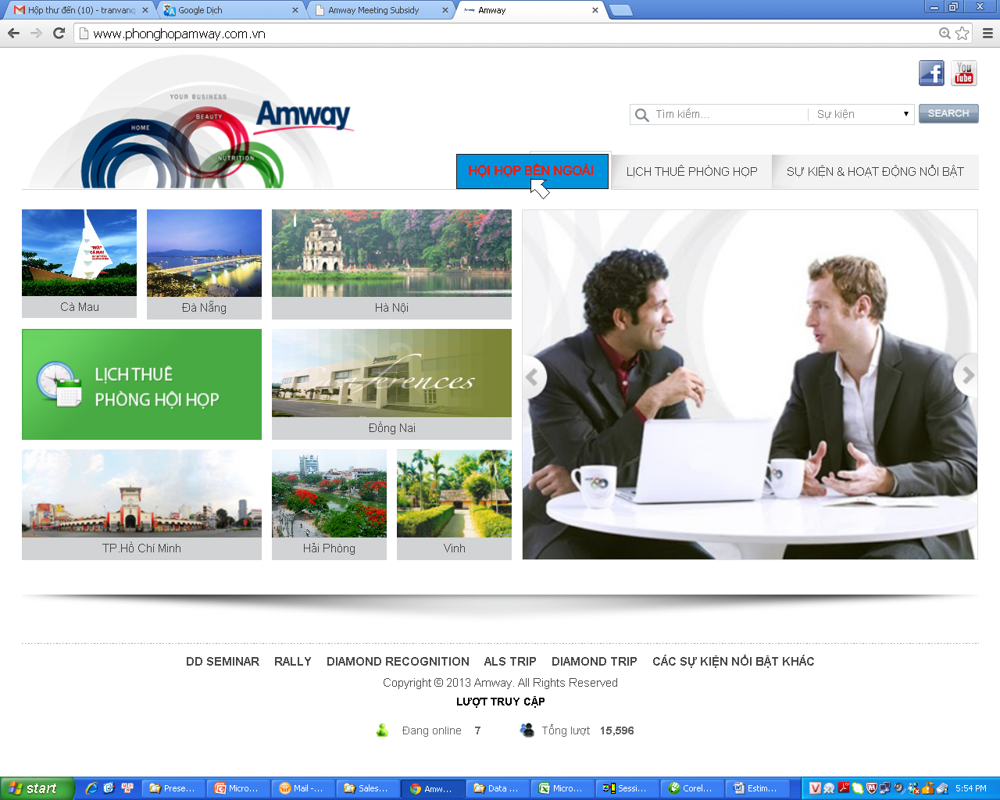 Hộp thư đến (10) - tranvanq
Google Dịch
Amway Meeting Subsidy
Amway
www.phonghopamway.com.vn
YOUR BUSINESS
HOME
BEAUTY
NUTRITION
Amway
You Tube
Tìm kiếm...
Sự kiện
SEARCH
HỌI HỌP BÊN NGOÀI
LỊCH THUÊ PHÒNG HỌP
SỰ KIỆN & HOẠT ĐỘNG NỔI BẬT
Cà Mau
Đà Nẵng
Hà Nội
LỊCH THUÊ
PHÒNG HỘI HỌP
Amway
Đồng Nai
TP.Hồ Chí Minh
Hải Phòng
Vinh
DD SEMINAR RALLY DIAMOND RECOGNITION ALS TRIP DIAMOND TRIP CÁC SỰ KIỆN NỔI BẬT KHÁC
Copyright © 2013 Amway. All Rights Reserved
LƯỢT TRUY CẬP
Đang online 7 Tổng lượt 15,596
start
Prese...
Micro...
Mail -...
Sales...
Amw...
Data ...
Micro...
Sessi...
Corel...
Estim...
5:54 PM